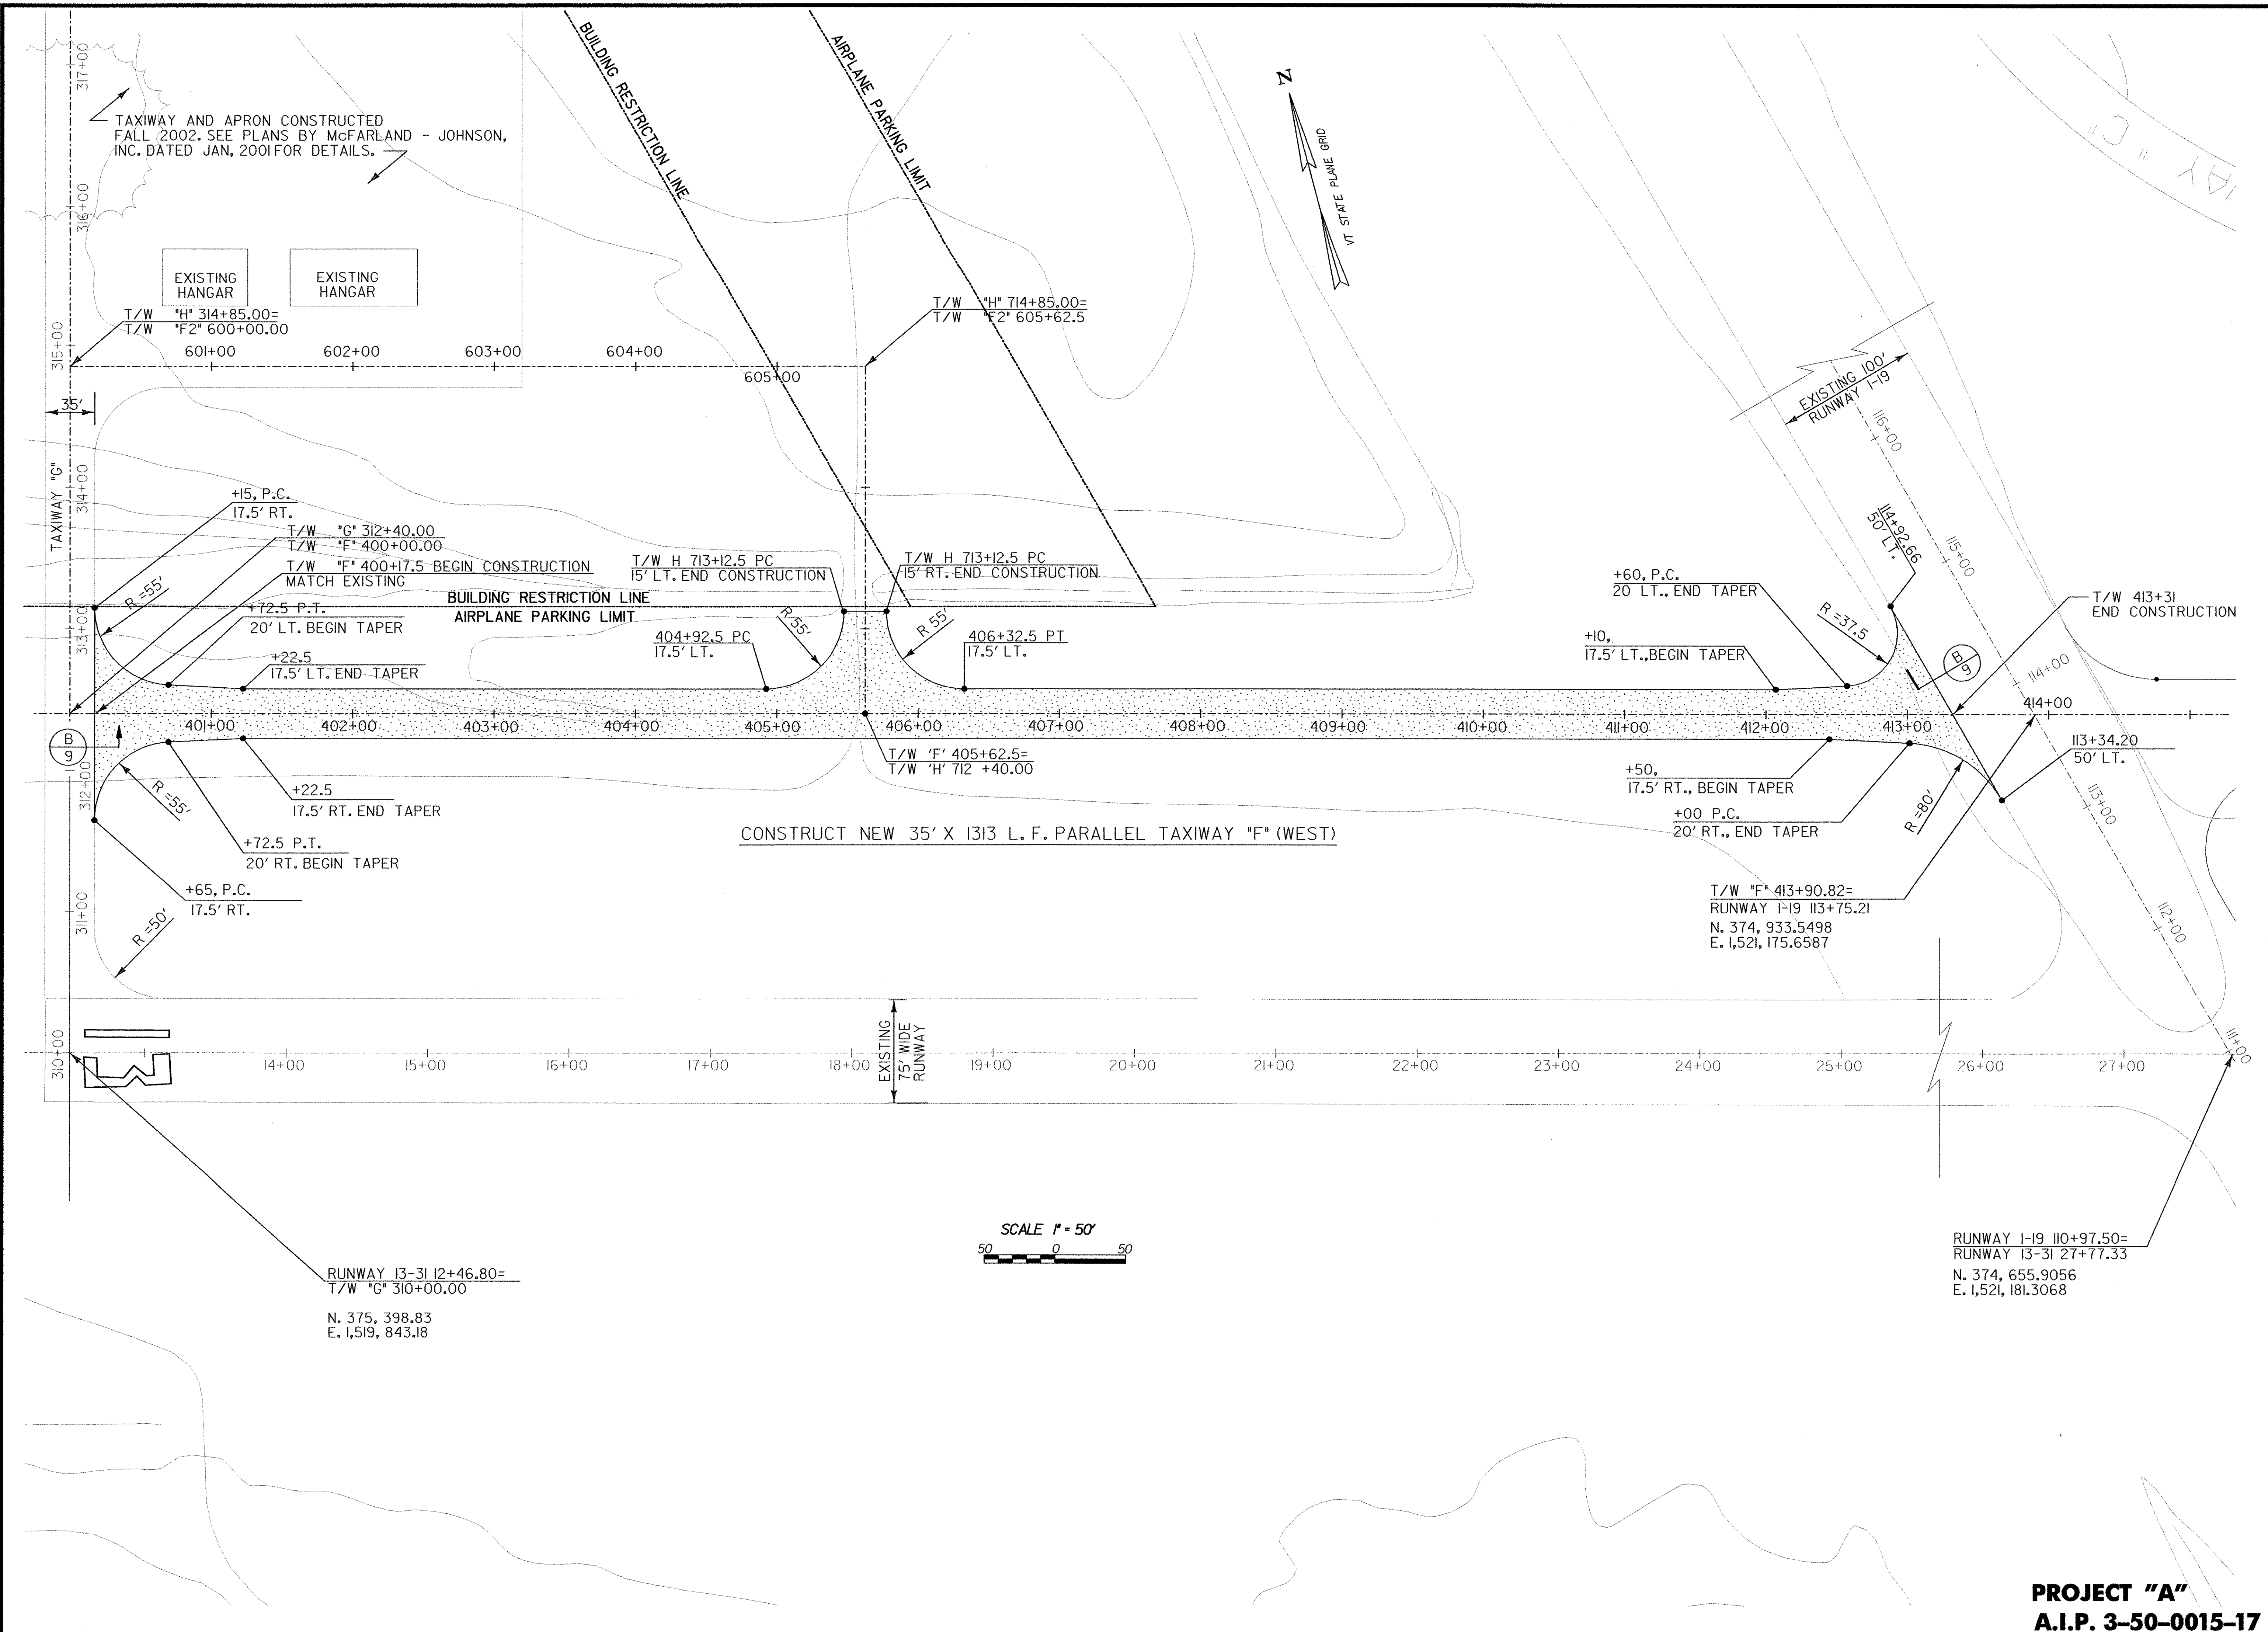 317+00
316+00
315+00
314+00
313+00
312+00
311+00
310+00
TAXIWAY AND APRON CONSTRUCTED
FALL 2002. SEE PLANS BY McFARLAND - JOHNSON,
INC. DATED JAN, 2001 FOR DETAILS.
BUILDING RESTRICTION LINE
AIRPLANE PARKING LIMIT
N
VT STATE PLANE GRID
AY "C"
EXISTING
HANGAR
EXISTING
HANGAR
T/W "H" 314+85.00=
T/W "F2" 600+00.00
601+00
602+00
603+00
604+00
605+00
T/W "H" 714+85.00=
T/W "F2" 605+62.5
35'
TAXIWAY "G"
EXISTING 100'
RUNWAY 1-19
116+00
115+00
114+00
113+00
112+00
111+00
+15, P.C.
17.5' RT.
T/W "G" 312+40.00
T/W "F" 400+00.00
T/W "F" 400+17.5 BEGIN CONSTRUCTION
MATCH EXISTING
R =55'
BUILDING RESTRICTION LINE
AIRPLANE PARKING LIMIT
+72.5 P.T.
20' LT. BEGIN TAPER
+22.5
17.5' LT. END TAPER
T/W H 713+12.5 PC
15' LT. END CONSTRUCTION
T/W H 713+12.5 PC
15' RT. END CONSTRUCTION
R 55'
R 55'
404+92.5 PC
17.5' LT.
406+32.5 PT
17.5' LT.
114+92.66
50' LT.
+60, P.C.
20 LT., END TAPER
R =37.5
+10,
17.5' LT., BEGIN TAPER
T/W 413+31
END CONSTRUCTION
B
9
401+00
402+00
403+00
404+00
405+00
406+00
407+00
408+00
409+00
410+00
411+00
412+00
413+00
414+00
B
9
R =55'
+22.5
17.5' RT. END TAPER
+72.5 P.T.
20' RT. BEGIN TAPER
+65, P.C.
17.5' RT.
R =50'
T/W 'F' 405+62.5=
T/W 'H' 712 +40.00
CONSTRUCT NEW 35' X 1313 L. F. PARALLEL TAXIWAY "F" (WEST)
+50,
17.5' RT., BEGIN TAPER
+00 P.C.
20' RT., END TAPER
R =80'
113+34.20
50' LT.
T/W "F" 413+90.82=
RUNWAY 1-19 113+75.21
N. 374, 933.5498
E. 1,521, 175.6587
14+00
15+00
16+00
17+00
18+00
19+00
20+00
21+00
22+00
23+00
24+00
25+00
26+00
27+00
EXISTING
75' WIDE
RUNWAY
SCALE 1" = 50'
50 0 50
RUNWAY 13-31 12+46.80=
T/W "G" 310+00.00
N. 375, 398.83
E. 1,519, 843.18
RUNWAY 1-19 110+97.50=
RUNWAY 13-31 27+77.33
N. 374, 655.9056
E. 1,521, 181.3068
PROJECT "A"
A.I.P. 3-50-0015-17